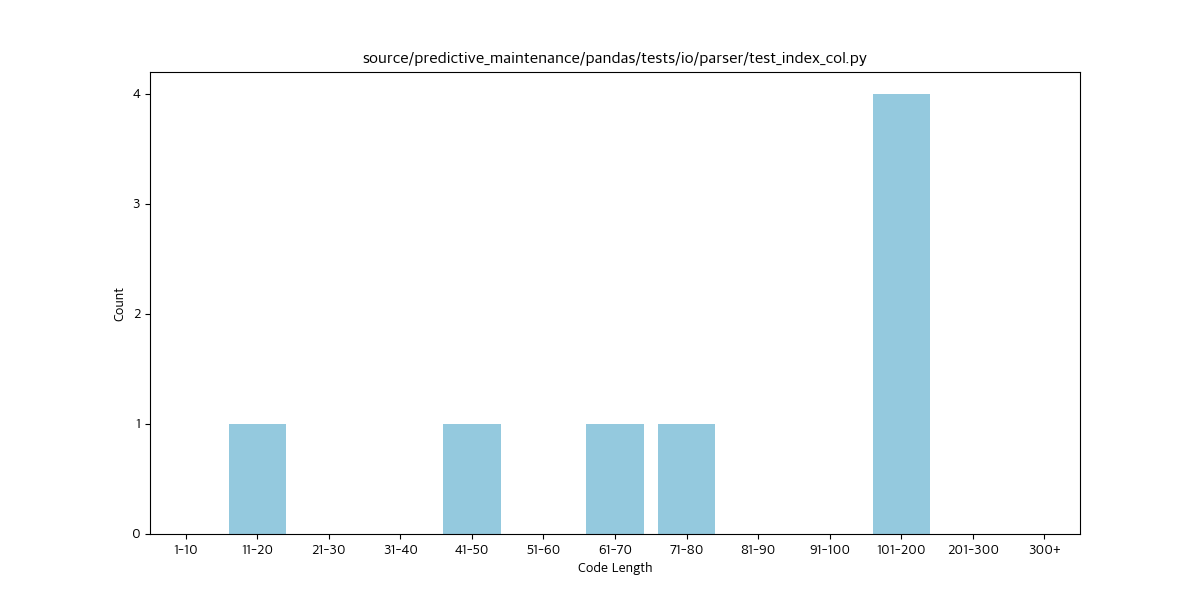 source/predictive_maintenance/pandas/tests/io/parser/test_index_col.py
4
3
2
1
0
Count
1-10 11-20 21-30 31-40 41-50 51-60 61-70 71-80 81-90 91-100 101-200 201-300 300+
Code Length